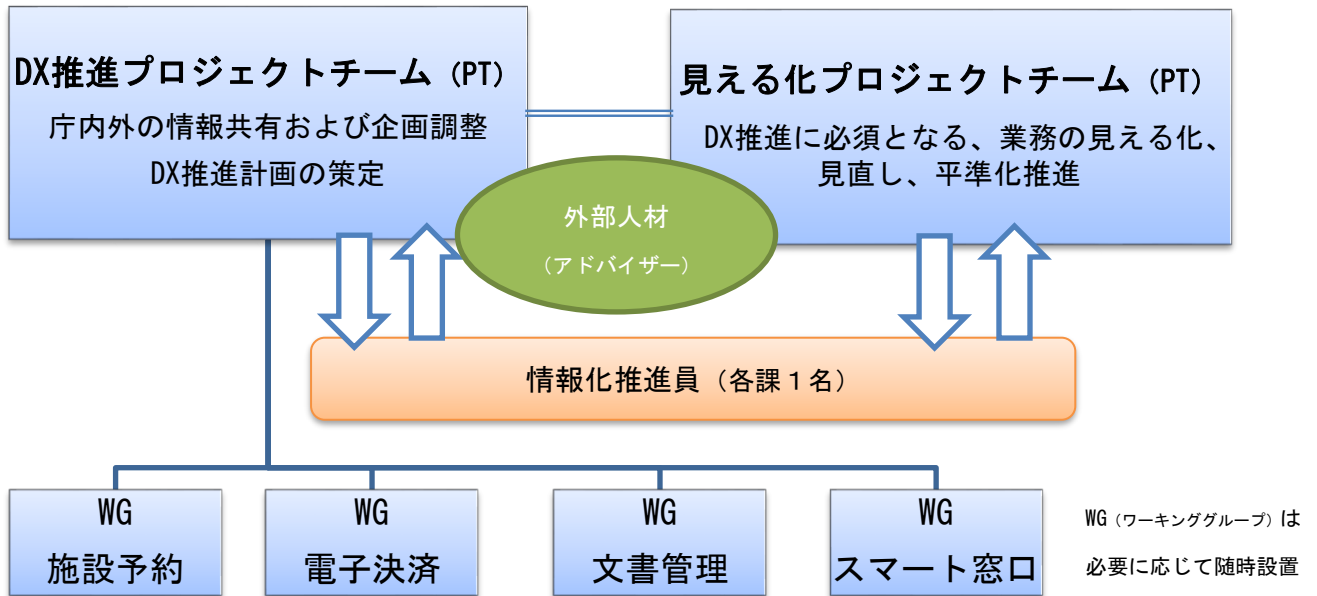 DX推進プロジェクトチーム（PT）
庁内外の情報共有および企画調整
DX推進計画の策定
見える化プロジェクトチーム（PT）
DX推進に必須となる、業務の見える化、
見直し、平準化推進
外部人材
（アドバイザー）
情報化推進員（各課１名）
WG
施設予約
WG
電子決済
WG
文書管理
WG
スマート窓口
WG（ワーキンググループ）は
必要に応じて随時設置